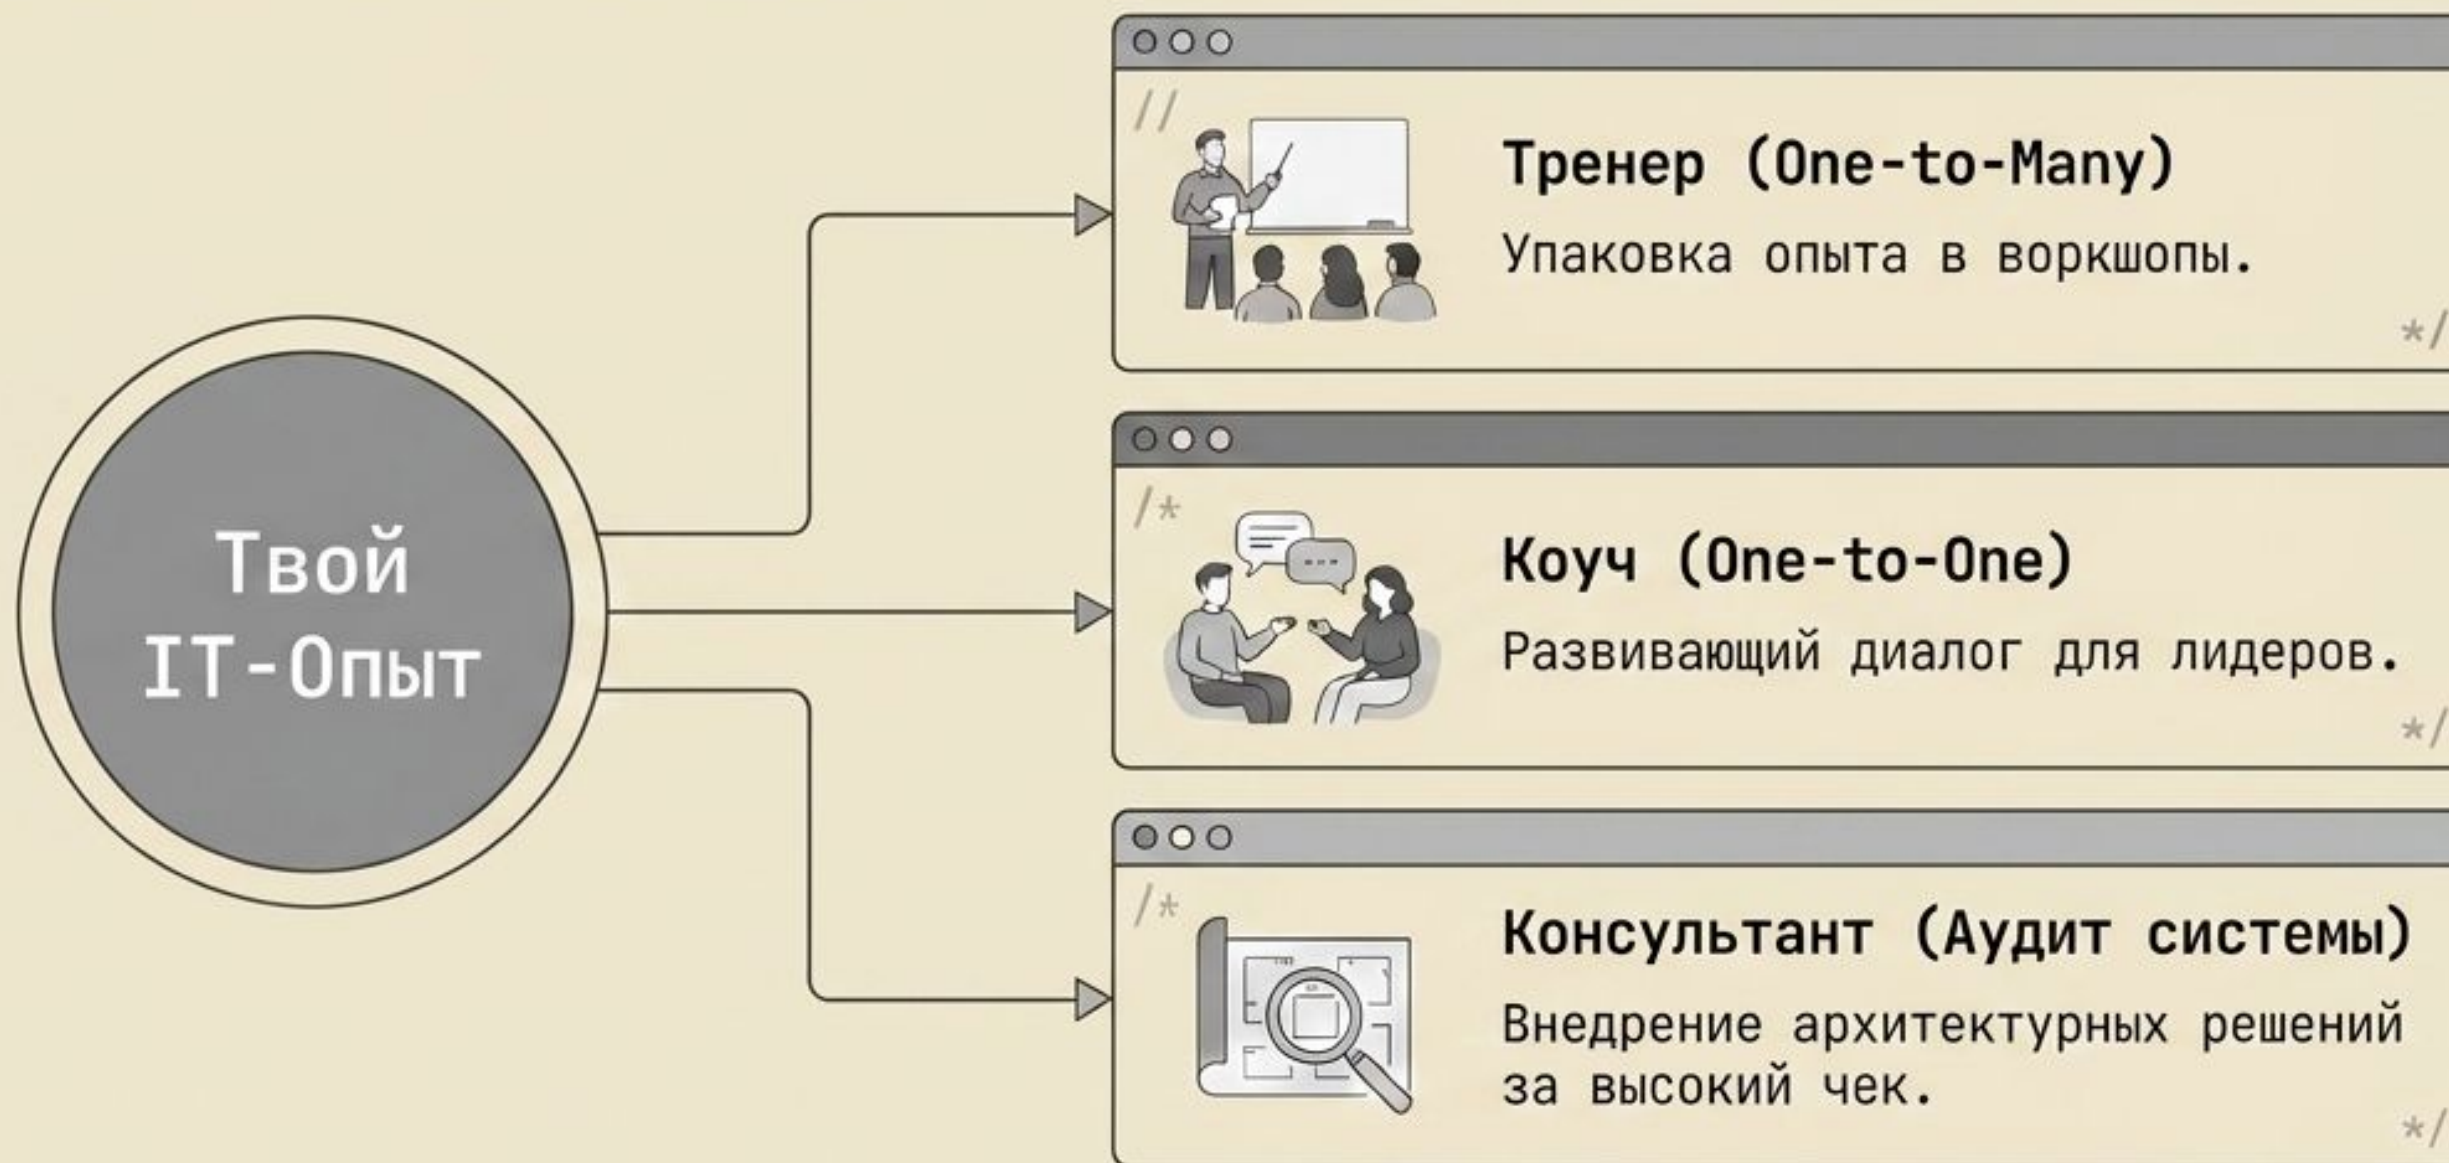 Твой
IT-Опыт
//
Тренер (One-to-Many)
Упаковка опыта в воркшопы.
*/
/*
Коуч (One-to-One)
Развивающий диалог для лидеров.
*/
/*
Консультант (Аудит системы)
Внедрение архитектурных решений
за высокий чек.
*/